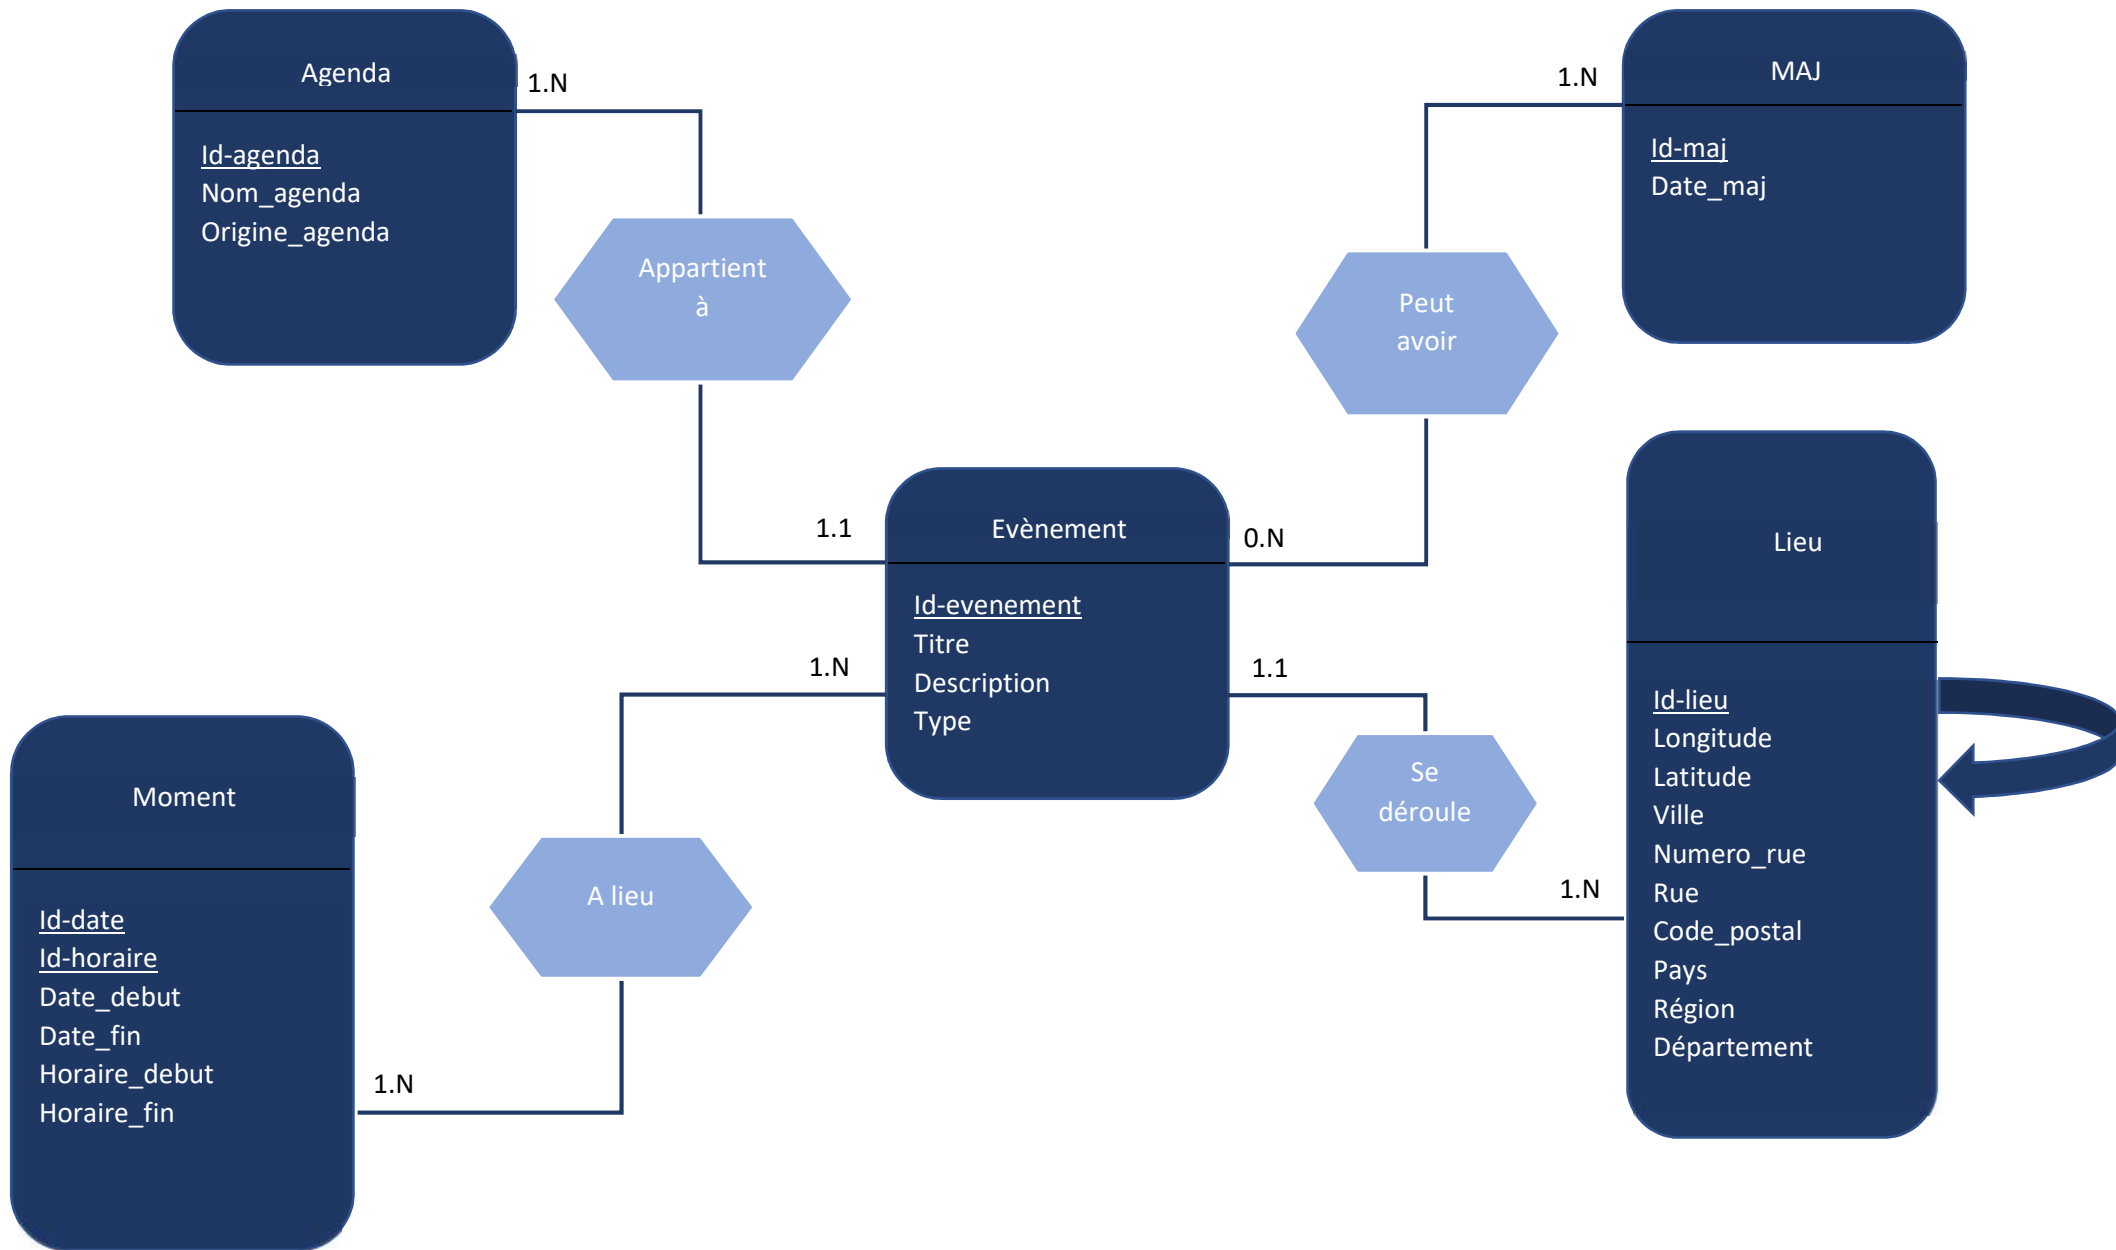 Agenda
1.N
Id-agenda
Nom_agenda
Origine_agenda
Appartient
à
1.N
MAJ
Id-maj
Date_maj
Peut
avoir
1.1
Evènement
0.N
Id-evenement
Titre
Description
Type
1.N
1.1
Lieu
Id-lieu
Longitude
Latitude
Ville
Numero_rue
Rue
Code_postal
Pays
Région
Département
Se
déroule
1.N
Moment
Id-date
Id-horaire
Date_debut
Date_fin
Horaire_debut
Horaire_fin
A lieu
1.N